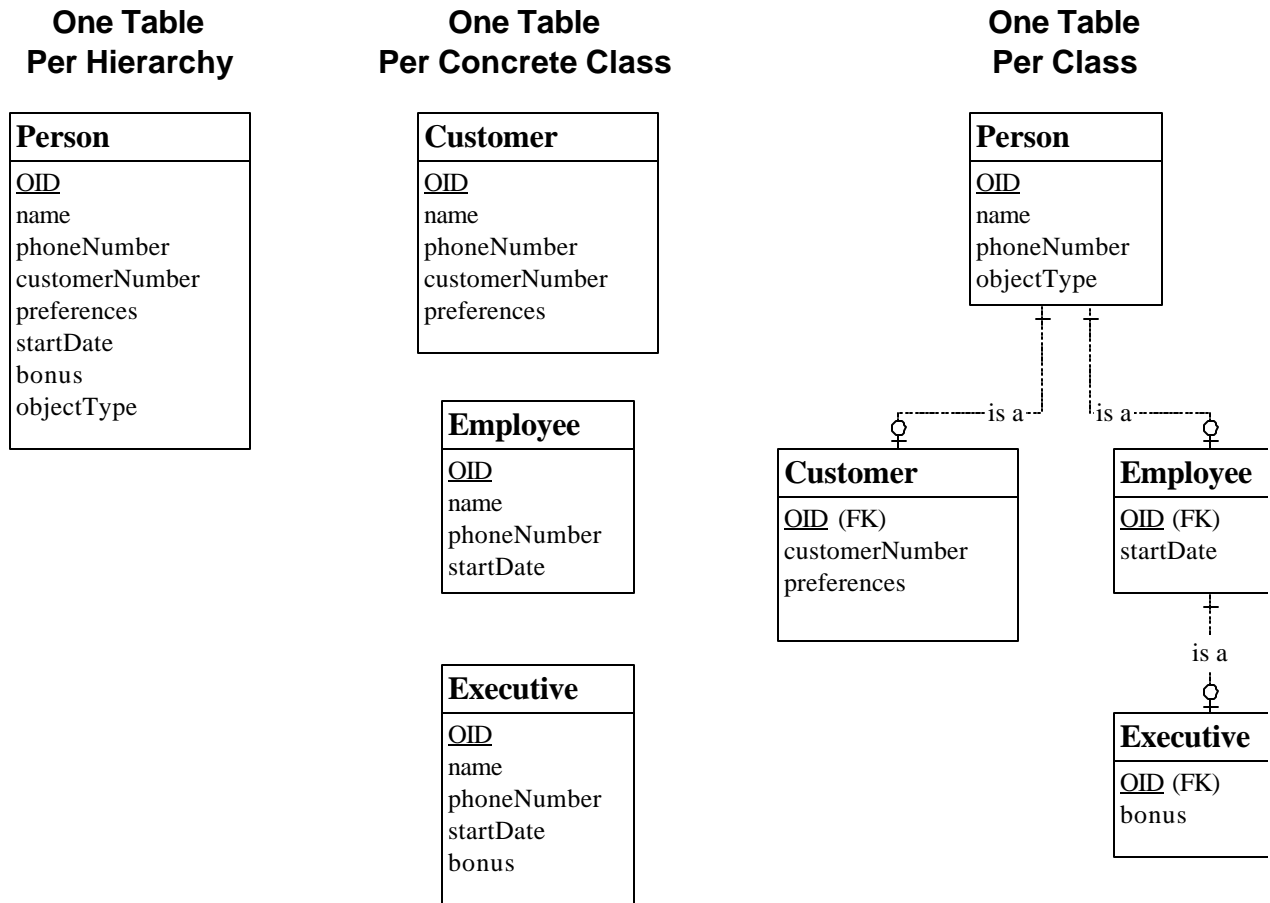 One Table
Per Hierarchy
Person
OID
name
phoneNumber
customerNumber
preferences
startDate
bonus
objectType
One Table
Per Concrete Class
Customer
OID
name
phoneNumber
customerNumber
preferences
Employee
OID
name
phoneNumber
startDate
Executive
OID
name
phoneNumber
startDate
bonus
One Table
Per Class
Person
OID
name
phoneNumber
objectType
is a
is a
Customer
OID (FK)
customerNumber
preferences
Employee
OID (FK)
startDate
is a
Executive
OID (FK)
bonus